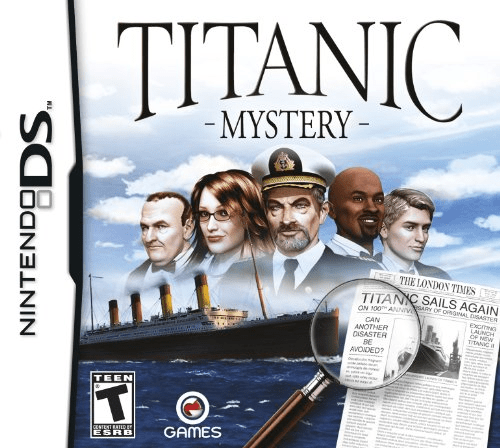 TITANIC
- MYSTERY -
NINTENDO DS™
THE LONDON TIMES
TITANIC SAILS AGAIN
ON 100TH ANNIVERSARY OF ORIGINAL DISASTER
CAN
ANOTHER
DISASTER
BE
AVOIDED?
EXCITING
LAUNCH
OF NEW
TITANIC II
TEEN
T
CONTENT RATED BY
ESRB
GAMES